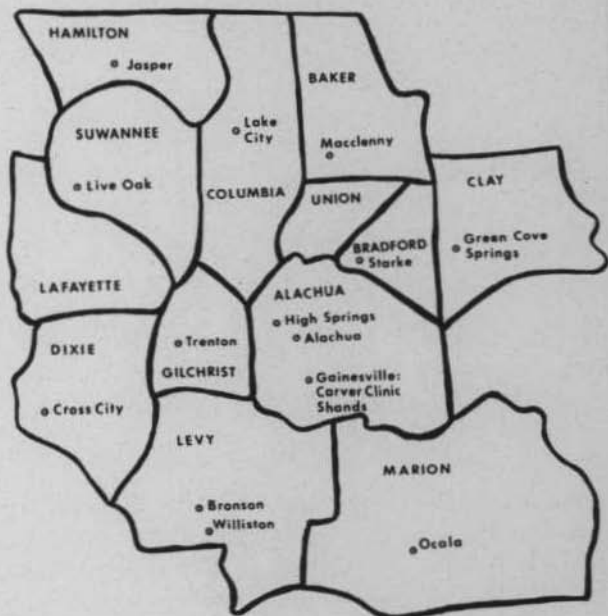 HAMILTON
Jasper
BAKER
SUWANNEE
Lake
City
Macclenny
Live Oak
COLUMBIA
UNION
CLAY
BRADFORD
Starke
Green Cove
Springs
LAFAYETTE
ALACHUA
High Springs
Alachua
DIXIE
Trenton
GILCHRIST
Gainesville:
Carver Clinic
Shands
Cross City
LEVY
MARION
Bronson
Williston
Ocala